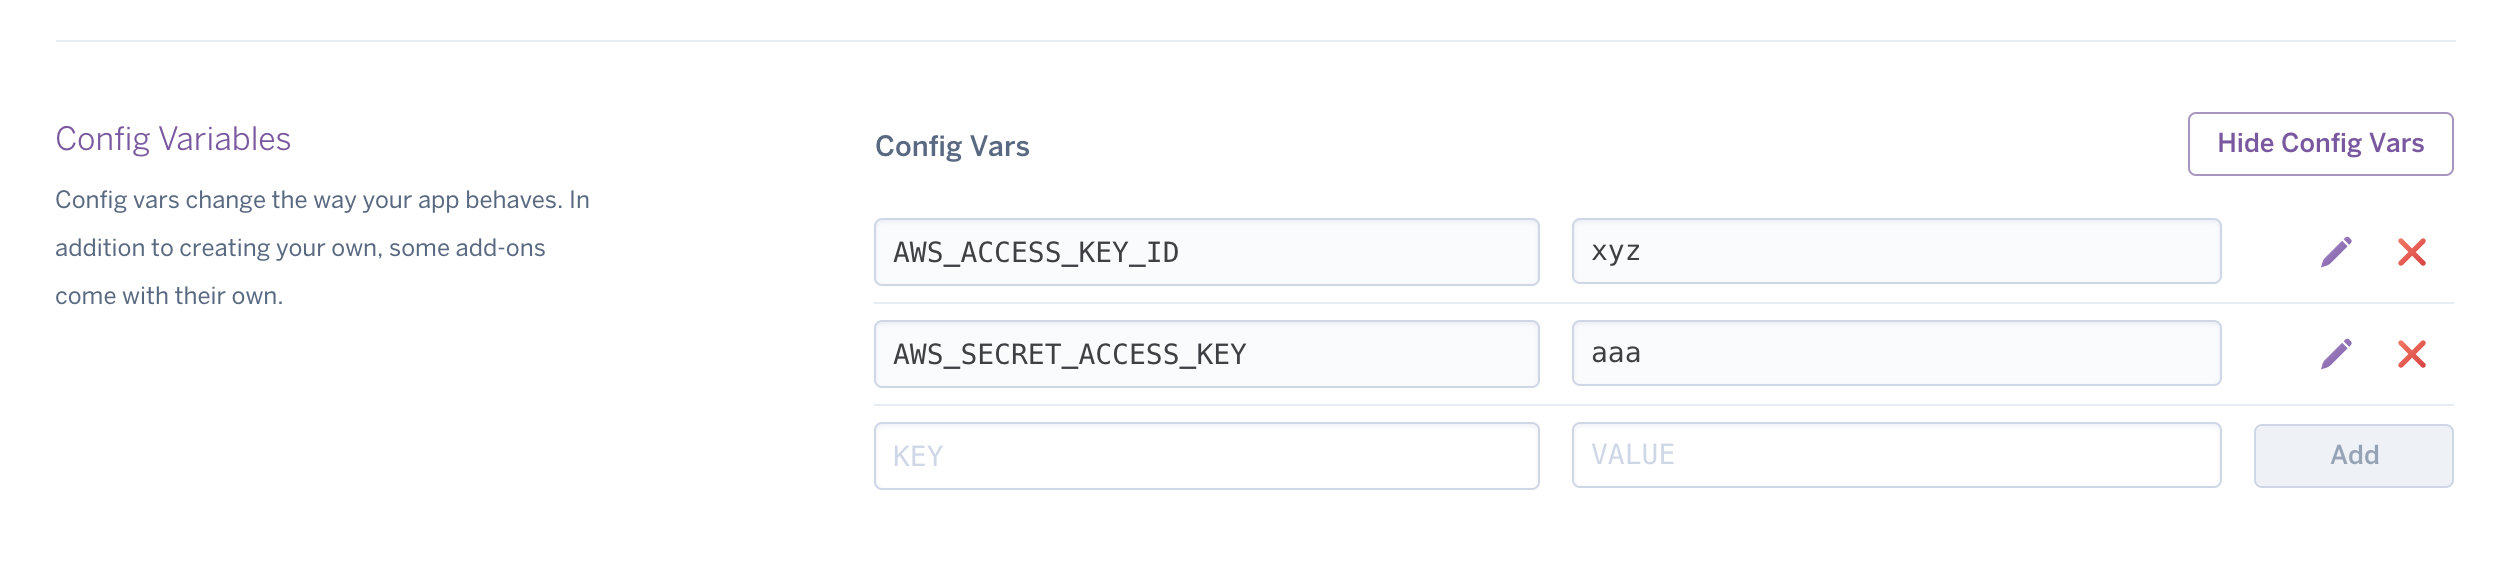 Config Variables
Config vars change the way your app behaves. In
addition to creating your own, some add-ons
come with their own.
Config Vars
Hide Config Vars
AWS_ACCESS_KEY_ID xyz
AWS_SECRET_ACCESS_KEY aaa
KEY VALUE Add